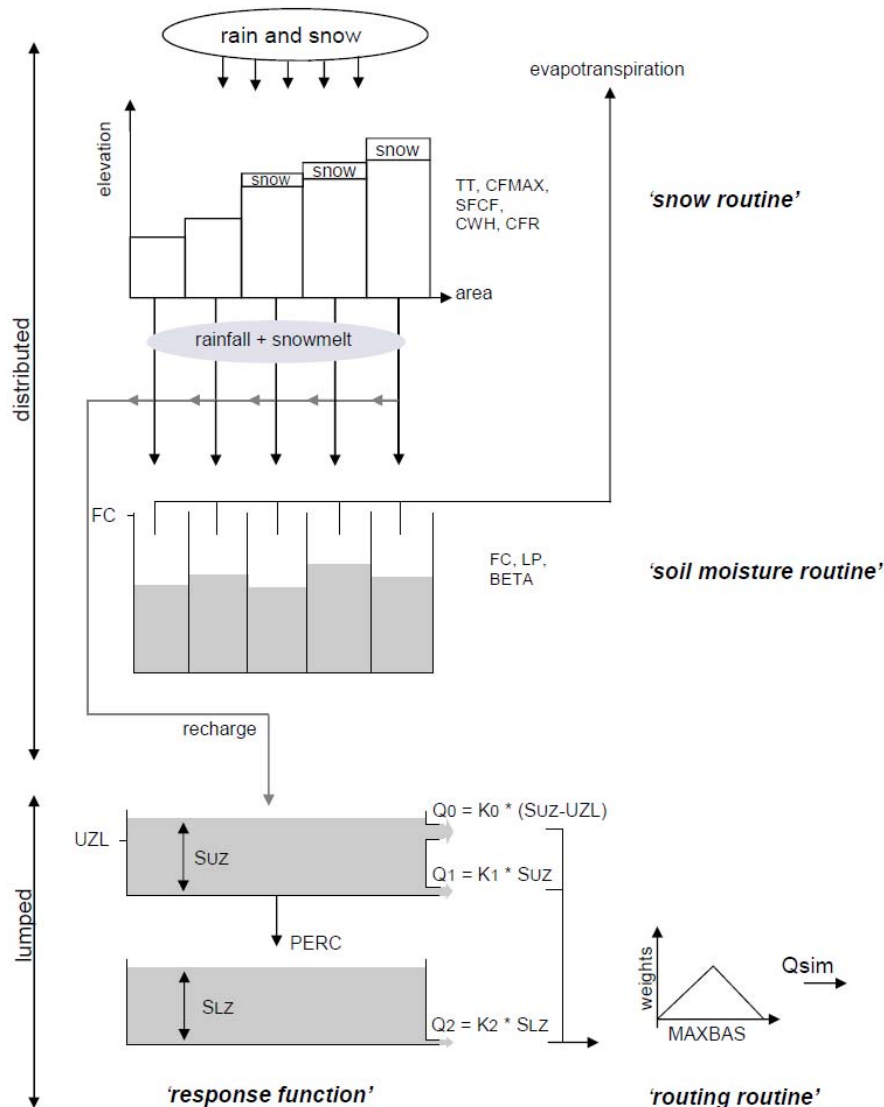 rain and snow
evapotranspiration
elevation
snow
snow
snow
TT, CFMAX,
SFCF,
CWH, CFR
'snow routine'
area
rainfall + snowmelt
distributed
FC
FC, LP,
BETA
'soil moisture routine'
recharge
Q0 = K0 * (SUZ-UZL)
UZL
SUZ
Q1 = K1 * SUZ
lumped
PERC
SLZ
Q2 = K2 * SLZ
weights
Qsim
MAXBAS
'response function'
'routing routine'